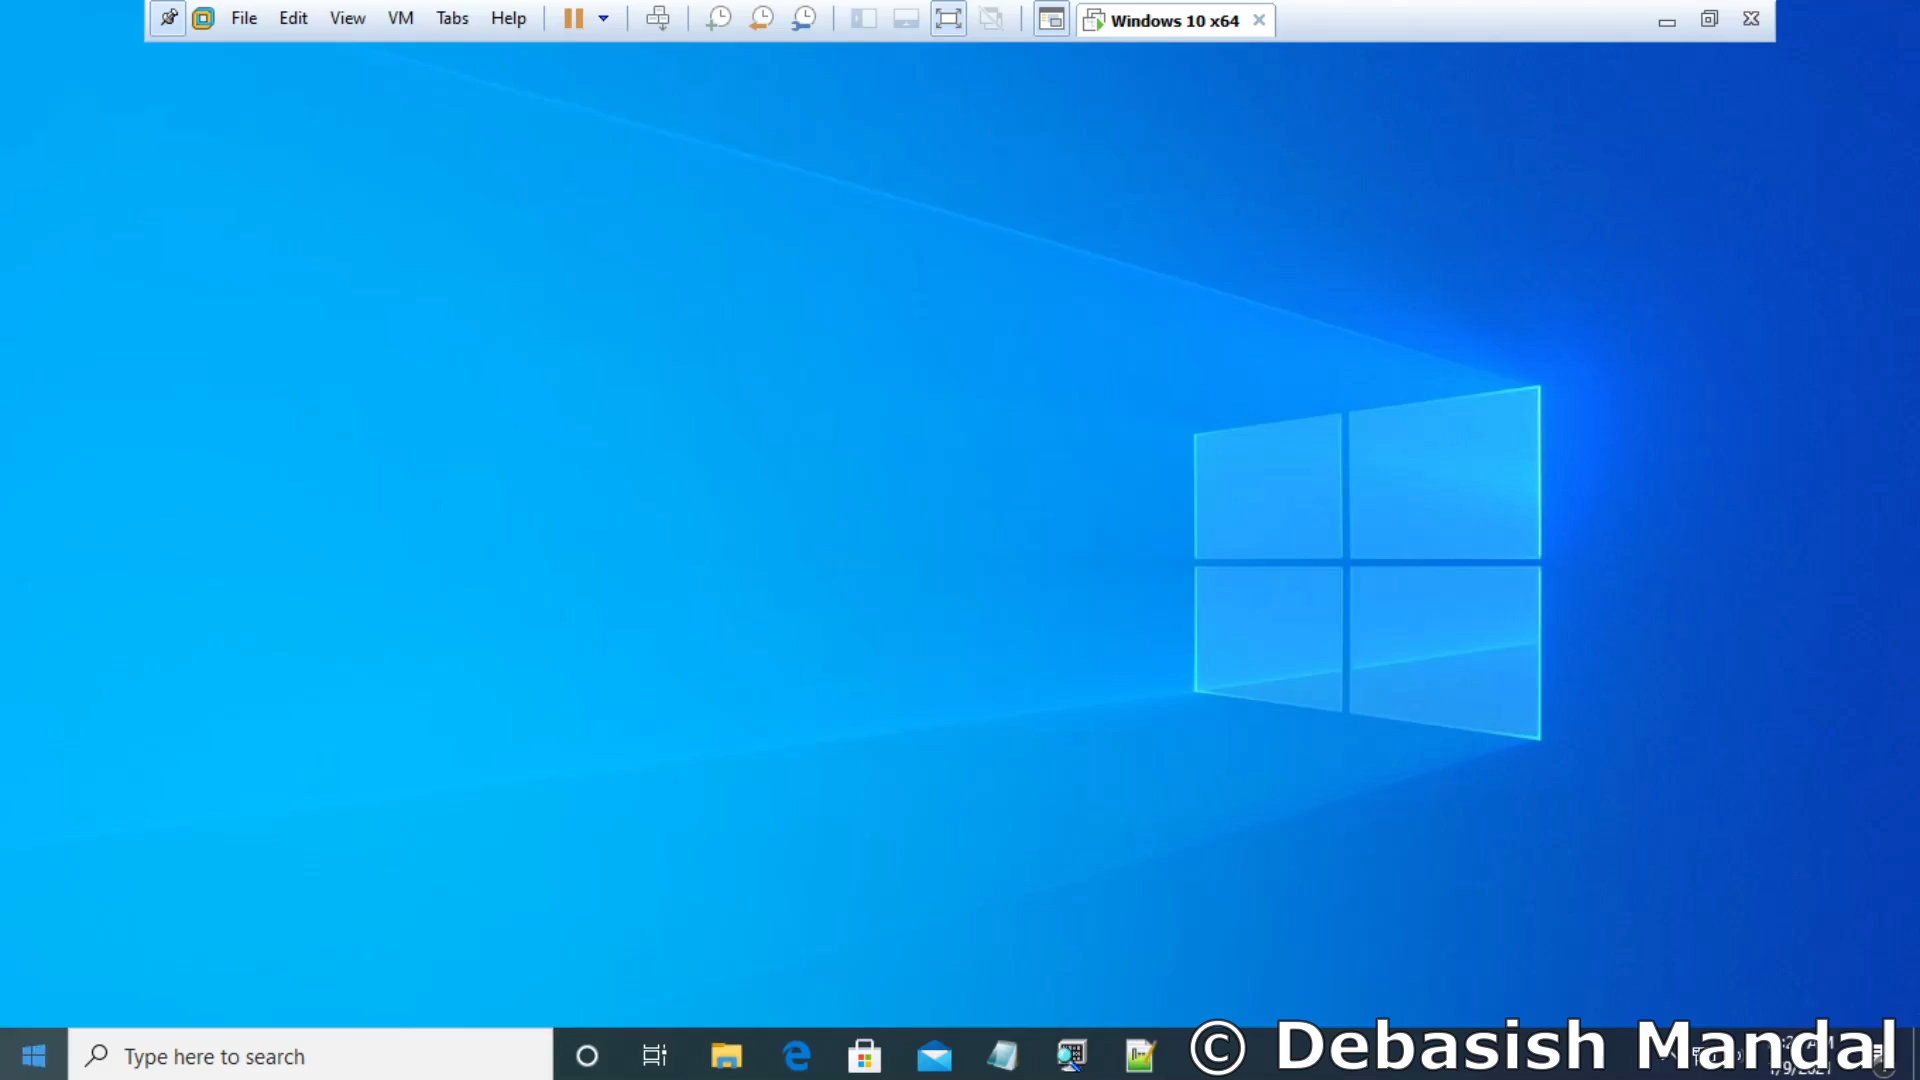 File Edit View VM Tabs Help Windows 10 x64
Type here to search
© Debasish Mandal